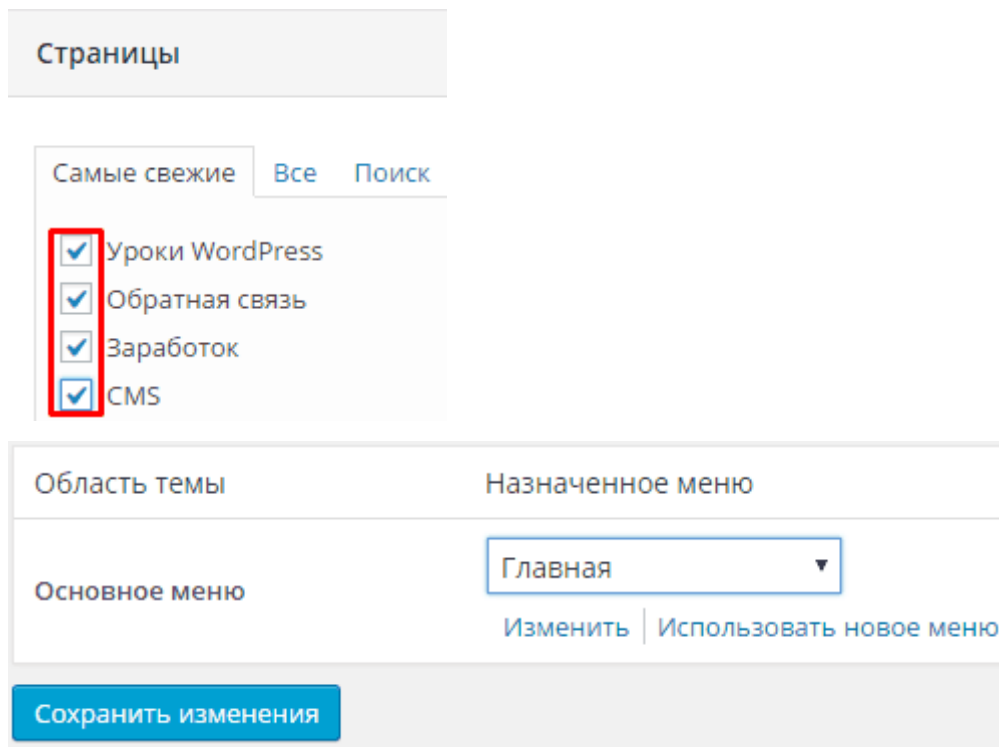 Страницы
Самые свежие Все Поиск
Уроки WordPress
Обратная связь
Заработок
CMS
Область темы Назначенное меню
Основное меню Главная
Изменить Использовать новое меню
Сохранить изменения